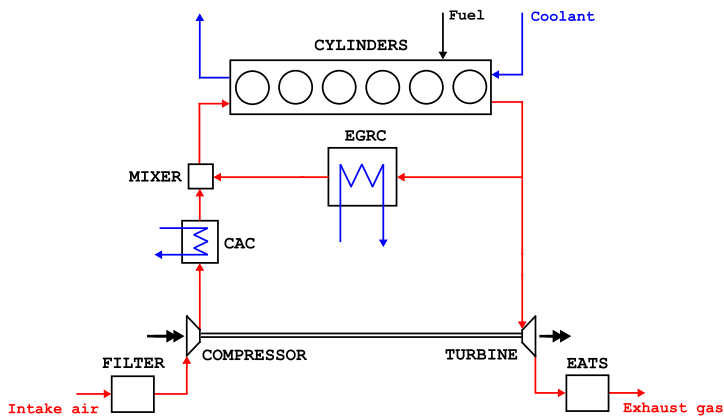 Fuel
Coolant
CYLINDERS
EGRC
MIXER
CAC
COMPRESSOR
TURBINE
FILTER
EATS
Intake air
Exhaust gas